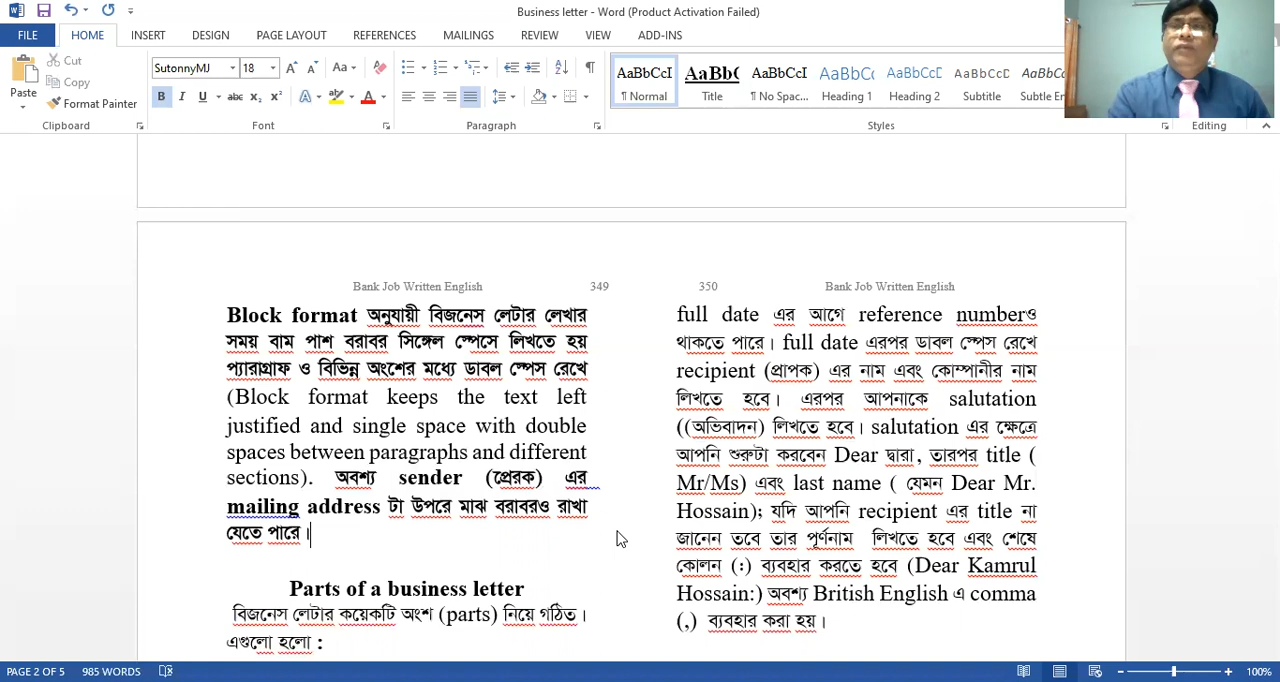 Business letter - Word (Product Activation Failed)
FILE HOME INSERT DESIGN PAGE LAYOUT REFERENCES MAILINGS REVIEW VIEW ADD-INS
Paste
Cut
Copy
Format Painter
Clipboard
SutonnyMJ 18
Font
Paragraph
AaBbCcI AaBb( AaBbCcI AaBbCc AaBbCcD AaBbCcD AaBbCc
¶ Normal Title ¶ No Spac... Heading 1 Heading 2 Subtitle Subtle Em
Styles
Editing
Bank Job Written English 349
Block format অনুযায়ী বিজনেস লেটার লেখার
সময় বাম পাশ বরাবর সিঙ্গেল স্পেসে লিখতে হয়
প্যারাগ্রাফ ও বিভিন্ন অংশের মধ্যে ডাবল স্পেস রেখে
(Block format keeps the text left
justified and single space with double
spaces between paragraphs and different
sections). অবশ্য sender (প্রেরক) এর
mailing address টা উপরে মাঝ বরাবরও রাখা
যেতে পারে।
Parts of a business letter
বিজনেস লেটার কয়েকটি অংশ (parts) নিয়ে গঠিত।
এগুলো হলো :
350 Bank Job Written English
full date এর আগে reference numberও
থাকতে পারে। full date এরপর ডাবল স্পেস রেখে
recipient (প্রাপক) এর নাম এবং কোম্পানীর নাম
লিখতে হবে। এরপর আপনাকে salutation
((অভিবাদন) লিখতে হবে। salutation এর ক্ষেত্রে
আপনি শুরুটা করবেন Dear দ্বারা, তারপর title (
Mr/Ms) এবং last name ( যেমন Dear Mr.
Hossain); যদি আপনি recipient এর title না
জানেন তবে তার পূর্ণনাম লিখতে হবে এবং শেষে
কোলন (:) ব্যবহার করতে হবে (Dear Kamrul
Hossain:) অবশ্য British English এ comma
(,) ব্যবহার করা হয়।
PAGE 2 OF 5 985 WORDS
100%